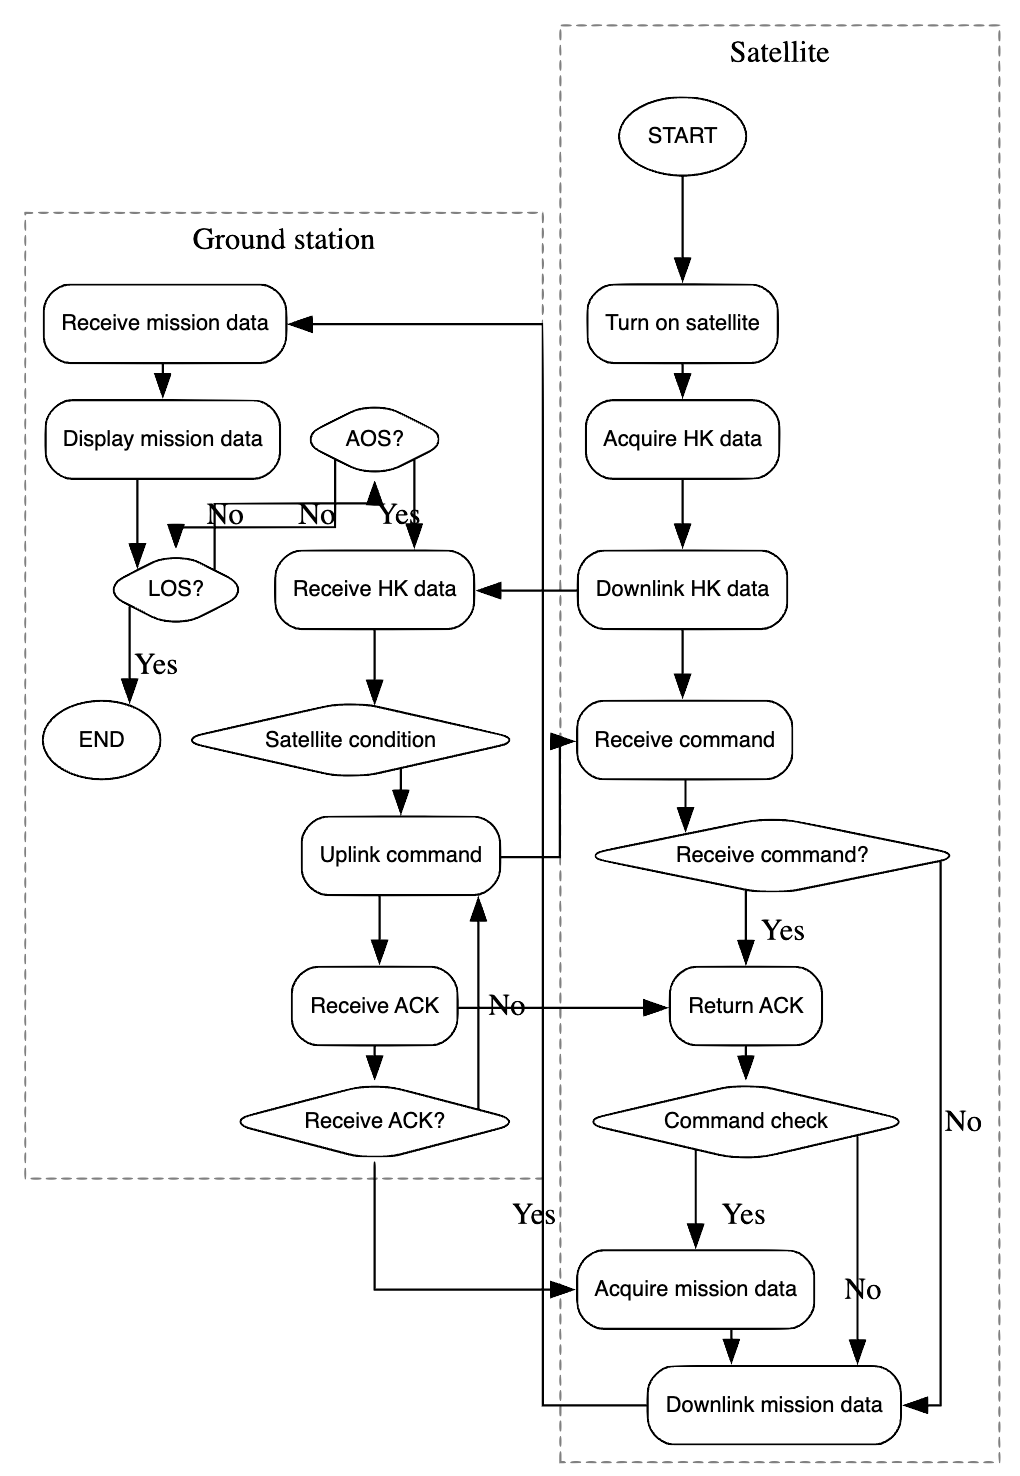 Satellite
START
Ground station
Receive mission data
Turn on satellite
Display mission data
AOS?
Acquire HK data
No
No
Yes
LOS?
Receive HK data
Downlink HK data
Yes
END
Satellite condition
Receive command
Uplink command
Receive command?
Yes
Receive ACK
No
Return ACK
Receive ACK?
Command check
No
Yes
Yes
Acquire mission data
No
Downlink mission data